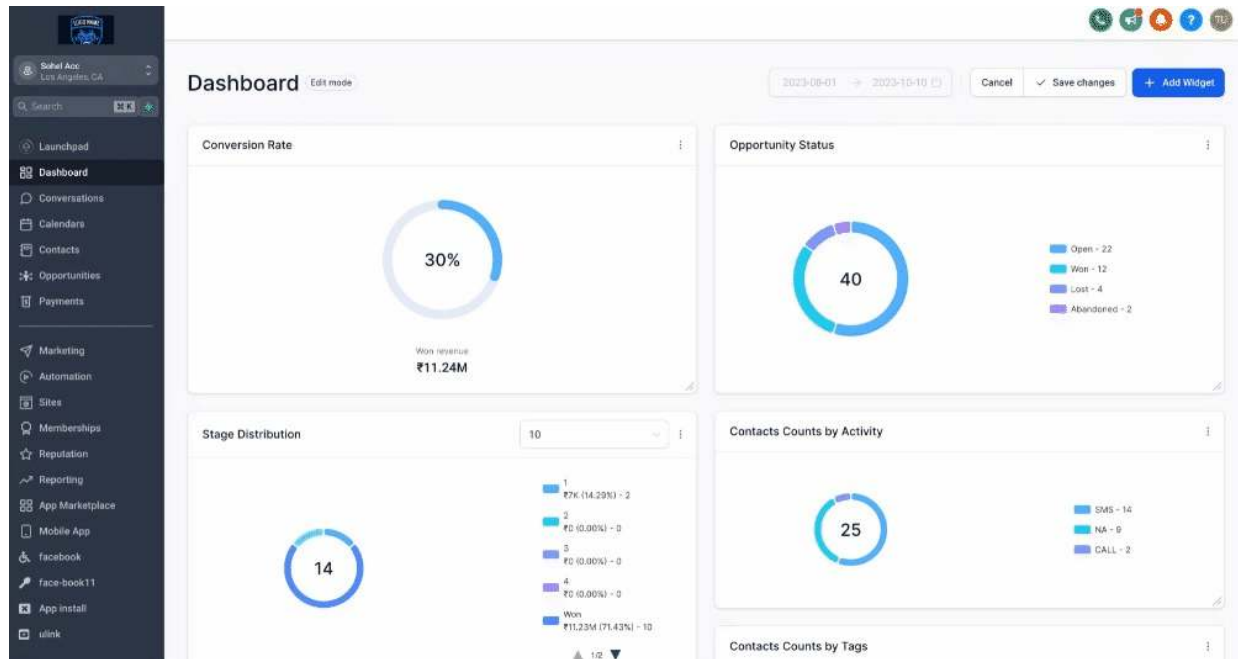 Sohel Acc
Los Angeles, CA
Search
⌘ K
Launchpad
Dashboard
Conversations
Calendars
Contacts
Opportunities
Payments
Marketing
Automation
Sites
Memberships
Reputation
Reporting
App Marketplace
Mobile App
facebook
face-book11
App install
ulink
?
TU
Dashboard
Edit mode
2023-08-01 → 2023-10-10
Cancel
Save changes
+ Add Widget
Conversion Rate
30%
Won revenue
₹11.24M
Opportunity Status
40
Open - 22
Won - 12
Lost - 4
Abandoned - 2
Stage Distribution
10
14
1
₹7K (14.29%) - 2
2
₹0 (0.00%) - 0
3
₹0 (0.00%) - 0
4
₹0 (0.00%) - 0
Won
₹11.23M (71.43%) - 10
1/2
Contacts Counts by Activity
25
SMS - 14
NA - 9
CALL - 2
Contacts Counts by Tags